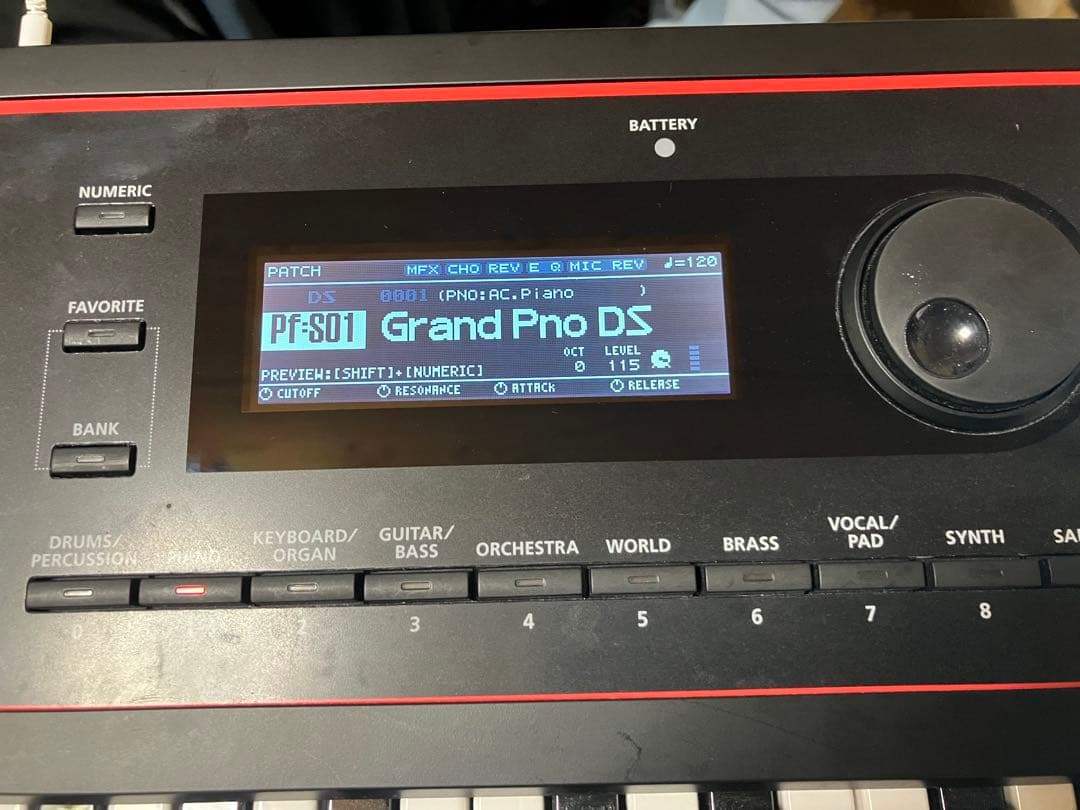 BATTERY
NUMERIC
PATCH MFX CHO REV E Q MIC REV ♩=120
DS 0001 (PNO:AC.Piano )
FAVORITE
Pf:S01 Grand Pno DS
OCT LEVEL
0 115
PREVIEW:[SHIFT]+[NUMERIC]
CUTOFF RESONANCE ATTACK RELEASE
BANK
DRUMS/
PERCUSSION
PIANO
KEYBOARD/
ORGAN
GUITAR/
BASS
ORCHESTRA
WORLD
BRASS
VOCAL/
PAD
SYNTH
0 1 2 3 4 5 6 7 8